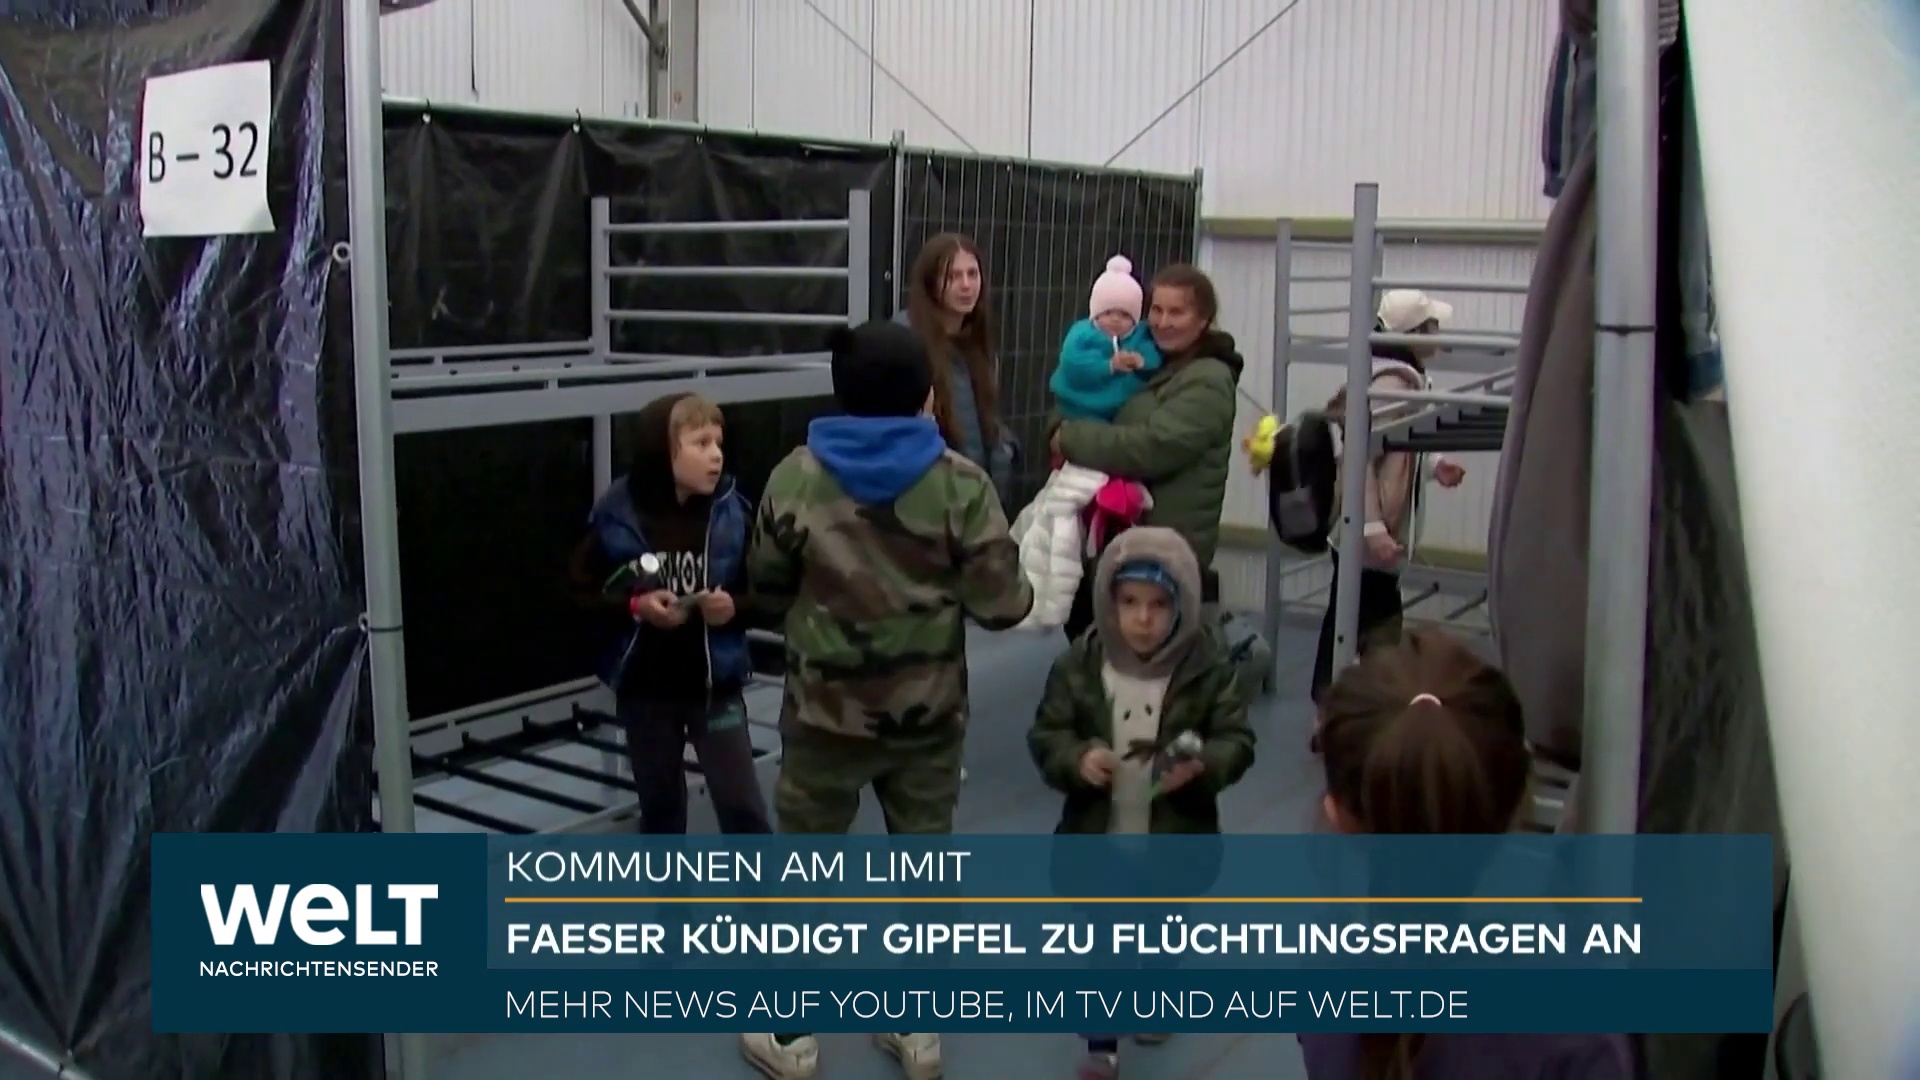 B – 32
KOMMUNEN AM LIMIT
FAESER KÜNDIGT GIPFEL ZU FLÜCHTLINGSFRAGEN AN
MEHR NEWS AUF YOUTUBE, IM TV UND AUF WELT.DE
WELT
NACHRICHTENSENDER